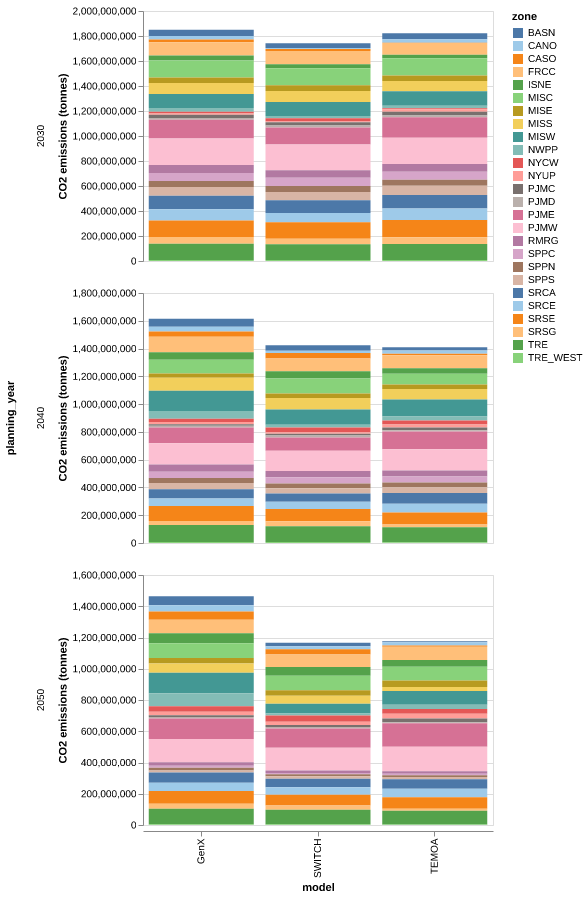 zone
BASN
CANO
CASO
FRCC
ISNE
MISC
MISE
MISS
MISW
NWPP
NYCW
NYUP
PJMC
PJMD
PJME
PJMW
RMRG
SPPC
SPPN
SPPS
SRCA
SRCE
SRSE
SRSG
TRE
TRE_WEST
planning_year
2030
CO2 emissions (tonnes)
2,000,000,000
1,800,000,000
1,600,000,000
1,400,000,000
1,200,000,000
1,000,000,000
800,000,000
600,000,000
400,000,000
200,000,000
0
2040
CO2 emissions (tonnes)
1,800,000,000
1,600,000,000
1,400,000,000
1,200,000,000
1,000,000,000
800,000,000
600,000,000
400,000,000
200,000,000
0
2050
CO2 emissions (tonnes)
1,600,000,000
1,400,000,000
1,200,000,000
1,000,000,000
800,000,000
600,000,000
400,000,000
200,000,000
0
GenX
SWITCH
TEMOA
model